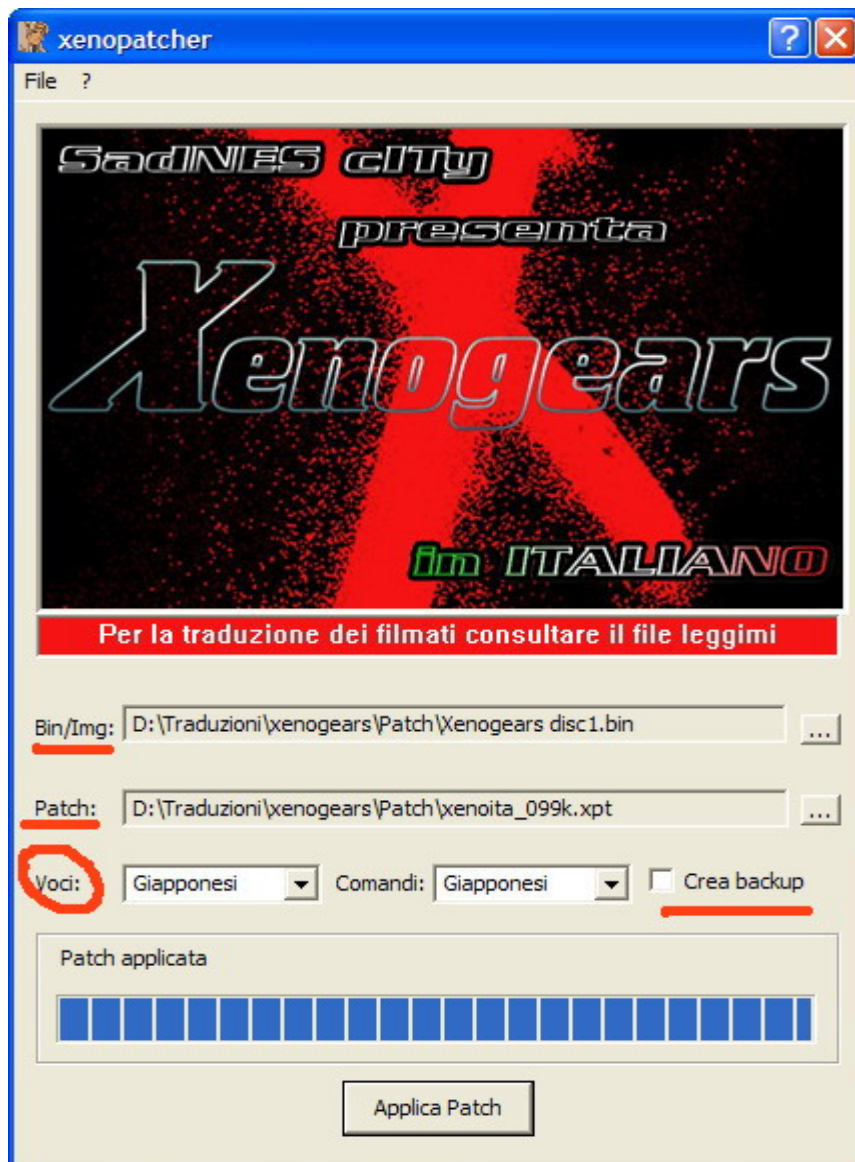 xenopatcher
File ?
SadNES cITy
presenta
Xenogears
in ITALIANO
Per la traduzione dei filmati consultare il file leggimi
Bin/Img: D:\Traduzioni\xenogears\Patch\Xenogears disc1.bin ...
Patch: D:\Traduzioni\xenogears\Patch\xenoita_099k.xpt ...
Voci: Giapponesi Comandi: Giapponesi Crea backup
Patch applicata
Applica Patch